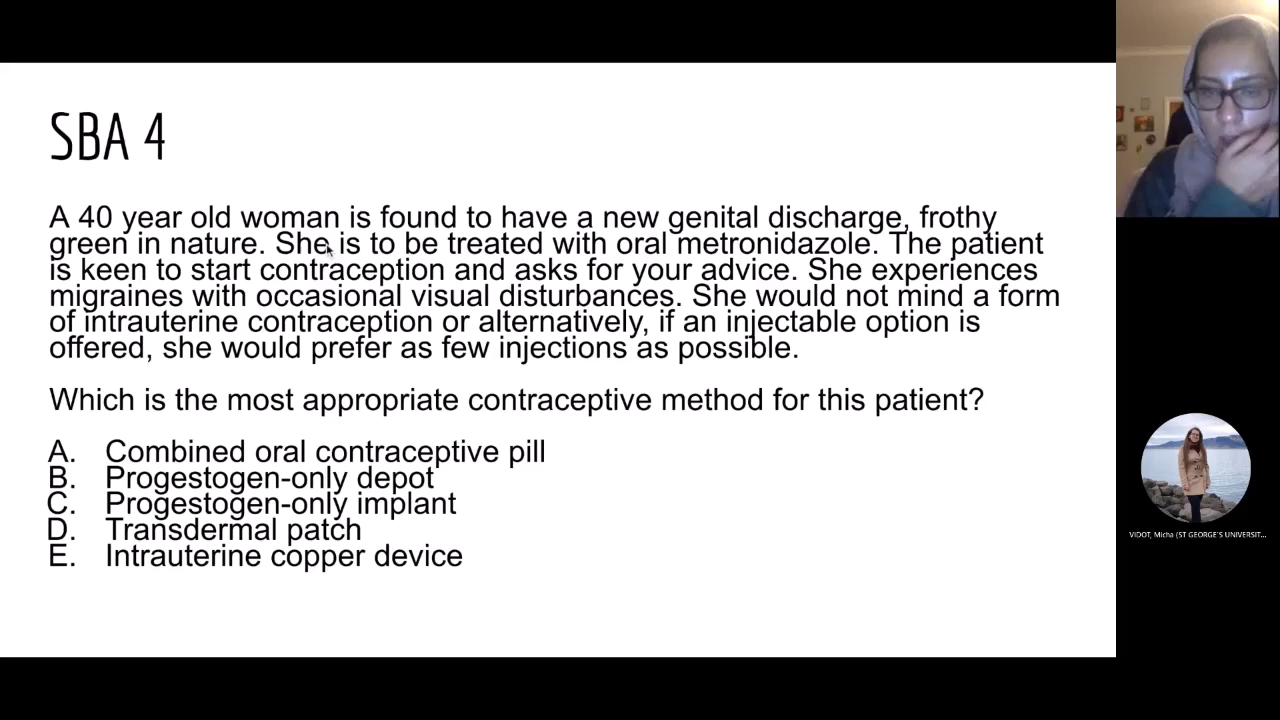 SBA 4
A 40 year old woman is found to have a new genital discharge, frothy
green in nature. She is to be treated with oral metronidazole. The patient
is keen to start contraception and asks for your advice. She experiences
migraines with occasional visual disturbances. She would not mind a form
of intrauterine contraception or alternatively, if an injectable option is
offered, she would prefer as few injections as possible.
Which is the most appropriate contraceptive method for this patient?
A. Combined oral contraceptive pill
B. Progestogen-only depot
C. Progestogen-only implant
D. Transdermal patch
E. Intrauterine copper device
VIDOT, Micha (ST GEORGE'S UNIVERSIT...